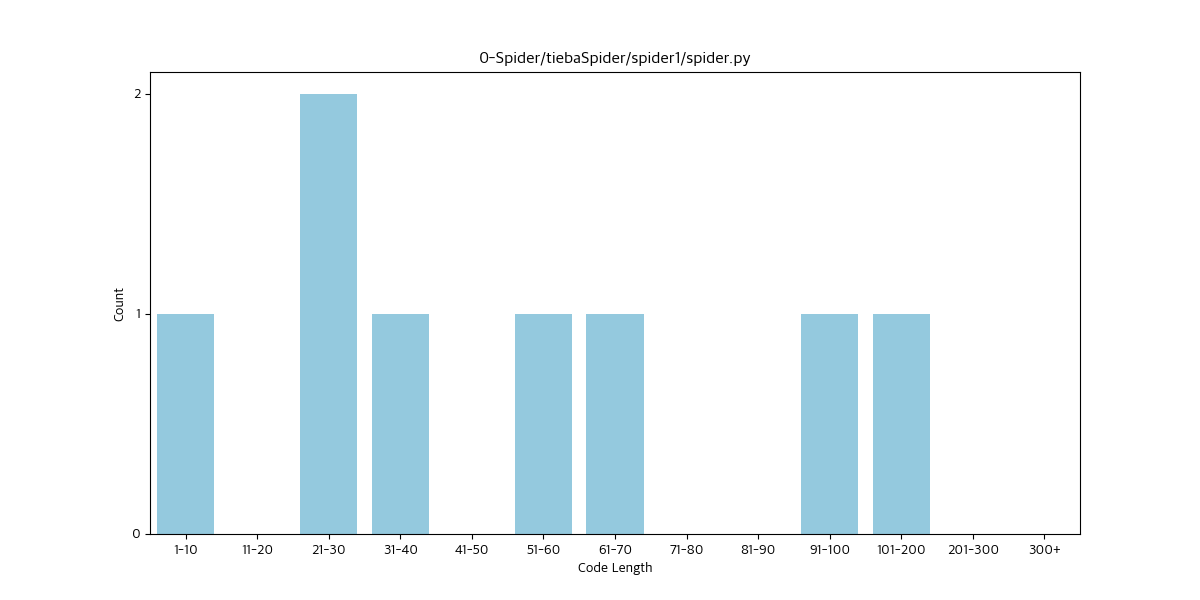 0-Spider/tiebaSpider/spider1/spider.py
Count
2
1
0
1-10 11-20 21-30 31-40 41-50 51-60 61-70 71-80 81-90 91-100 101-200 201-300 300+
Code Length